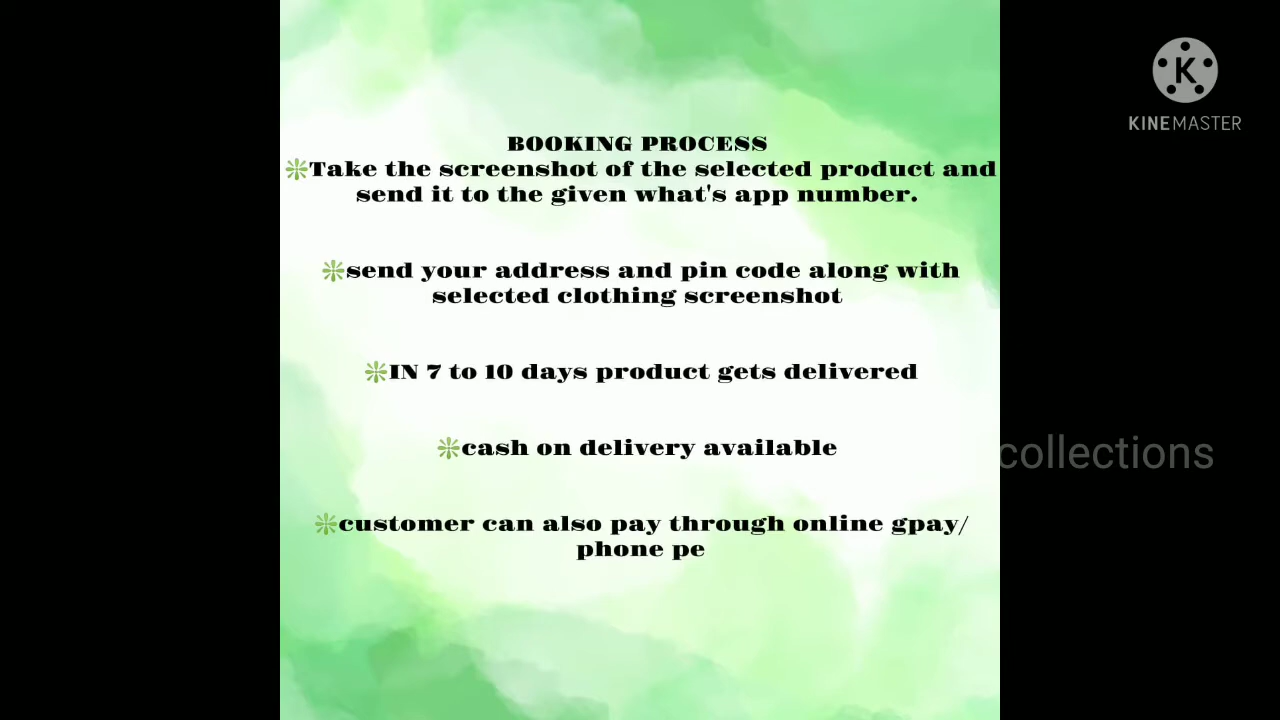 BOOKING PROCESS
❇Take the screenshot of the selected product and
send it to the given what's app number.
❇send your address and pin code along with
selected clothing screenshot
❇IN 7 to 10 days product gets delivered
❇cash on delivery available
❇customer can also pay through online gpay/
phone pe
collections
K
KINEMASTER